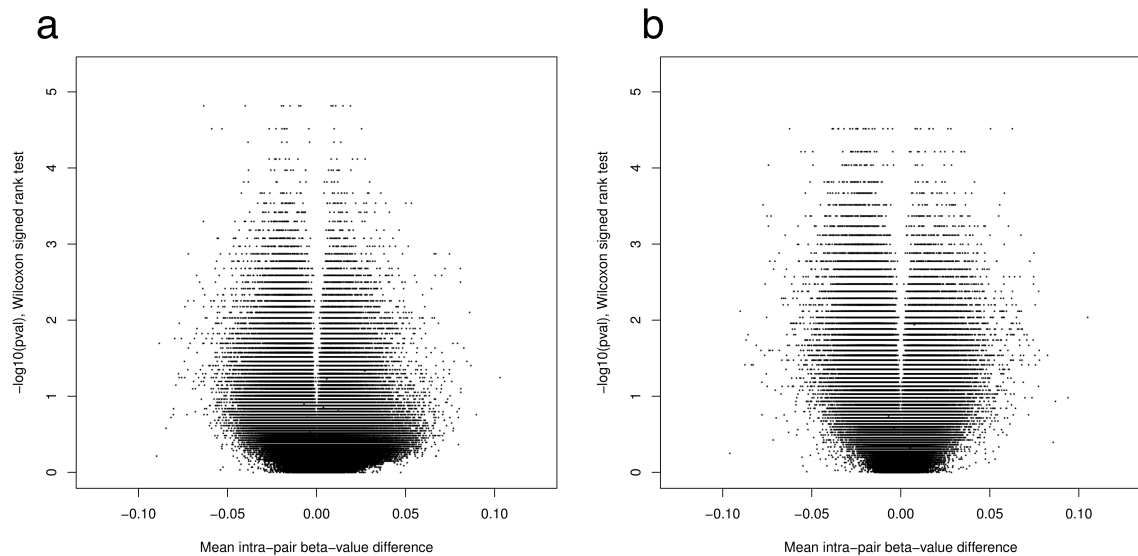 a
−log10(pval), Wilcoxon signed rank test
5
4
3
2
1
0
−0.10 −0.05 0.00 0.05 0.10
Mean intra−pair beta−value difference
b
−log10(pval), Wilcoxon signed rank test
5
4
3
2
1
0
−0.10 −0.05 0.00 0.05 0.10
Mean intra−pair beta−value difference